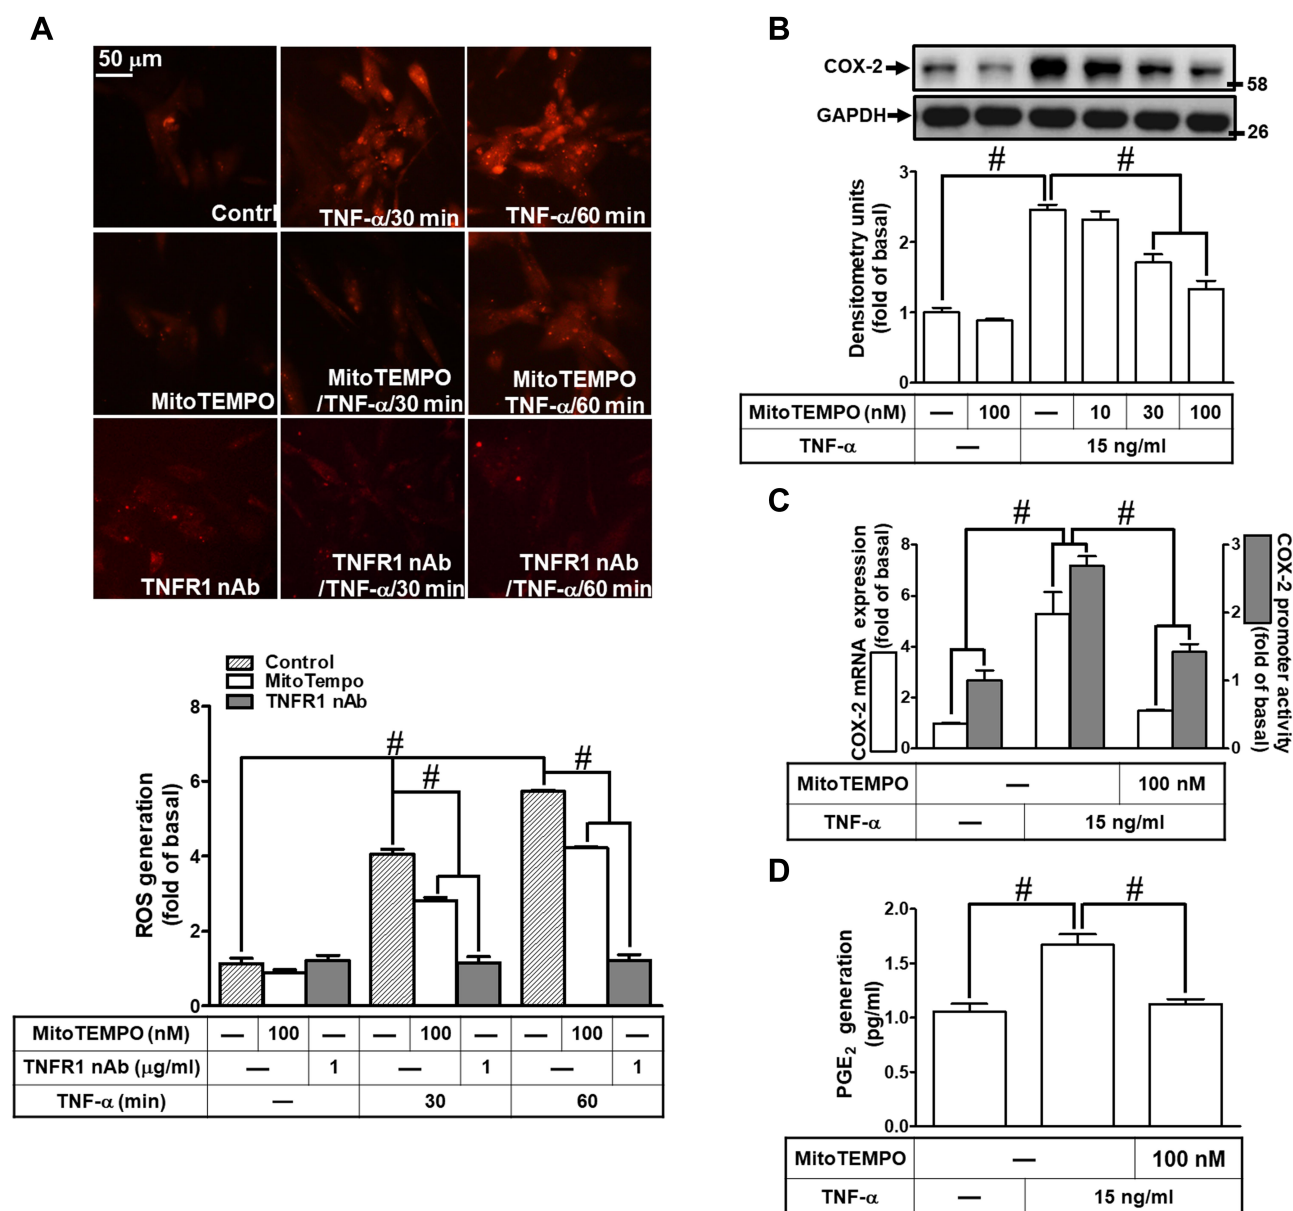 A
50 μm
Contrl
TNF-α/30 min
TNF-α/60 min
MitoTEMPO
MitoTEMPO
/TNF-α/30 min
MitoTEMPO
TNF-α/60 min
TNFR1 nAb
TNFR1 nAb
/TNF-α/30 min
TNFR1 nAb
/TNF-α/60 min
Control
MitoTempo
TNFR1 nAb
ROS generation
(fold of basal)
8
6
4
2
0
#
#
#
MitoTEMPO (nM) — 100 — — 100 — — 100 —
TNFR1 nAb (μg/ml) — 1 — 1 — 1
TNF-α (min) — 30 60
B
COX-2
58
GAPDH
26
# #
Densitometry units
(fold of basal)
3
2
1
0
MitoTEMPO (nM) — 100 — 10 30 100
TNF-α — 15 ng/ml
C
# #
COX-2 mRNA expression
(fold of basal)
8
6
4
2
0
3
2
1
0
COX-2 promoter activity
(fold of basal)
MitoTEMPO — 100 nM
TNF-α — 15 ng/ml
D
# #
PGE2 generation
(pg/ml)
2.0
1.5
1.0
0.5
0.0
MitoTEMPO — 100 nM
TNF-α — 15 ng/ml